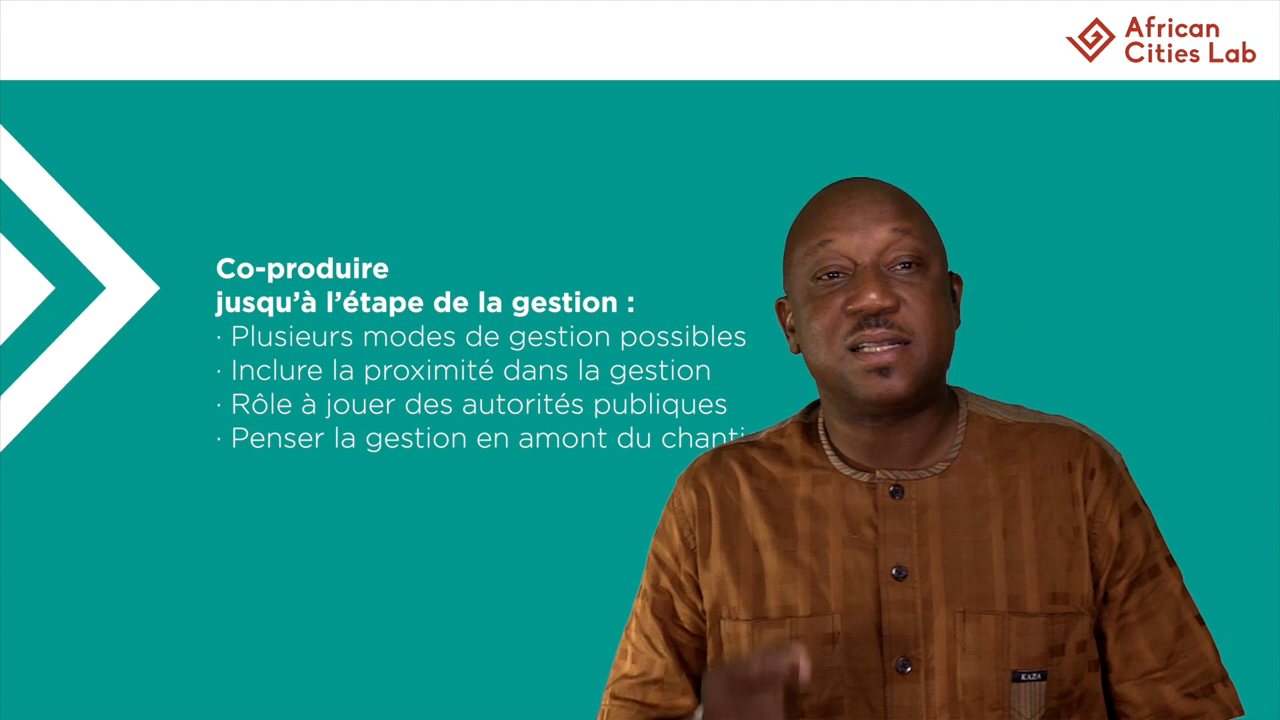 African
Cities Lab
Co-produire
jusqu'à l'étape de la gestion :
· Plusieurs modes de gestion possibles
· Inclure la proximité dans la gestion
· Rôle à jouer des autorités publiques
· Penser la gestion en amont du
KAZA